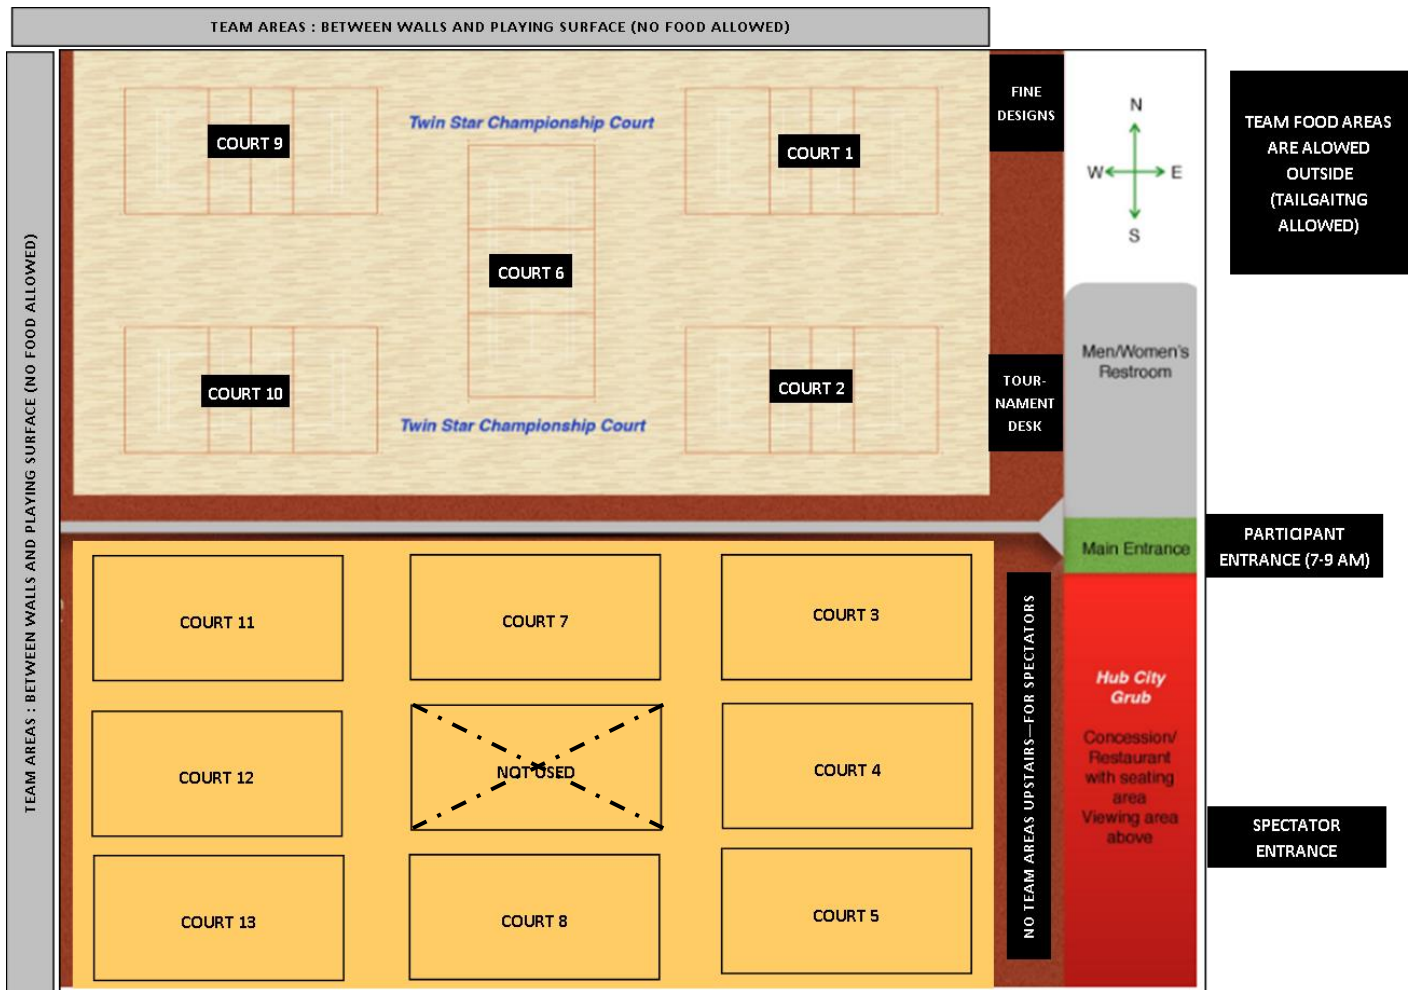 TEAM AREAS : BETWEEN WALLS AND PLAYING SURFACE (NO FOOD ALLOWED)
TEAM AREAS : BETWEEN WALLS AND PLAYING SURFACE (NO FOOD ALLOWED)
COURT 9
Twin Star Championship Court
COURT 1
COURT 6
COURT 10
COURT 2
Twin Star Championship Court
FINE
DESIGNS
TOUR-
NAMENT
DESK
N
W
E
S
TEAM FOOD AREAS
ARE ALOWED
OUTSIDE
(TAILGAITNG
ALLOWED)
Men/Women's
Restroom
Main Entrance
PARTICIPANT
ENTRANCE (7-9 AM)
COURT 11
COURT 7
COURT 3
COURT 12
NOT USED
COURT 4
COURT 13
COURT 8
COURT 5
NO TEAM AREAS UPSTAIRS—FOR SPECTATORS
Hub City
Grub
Concession/
Restaurant
with seating
area
Viewing area
above
SPECTATOR
ENTRANCE